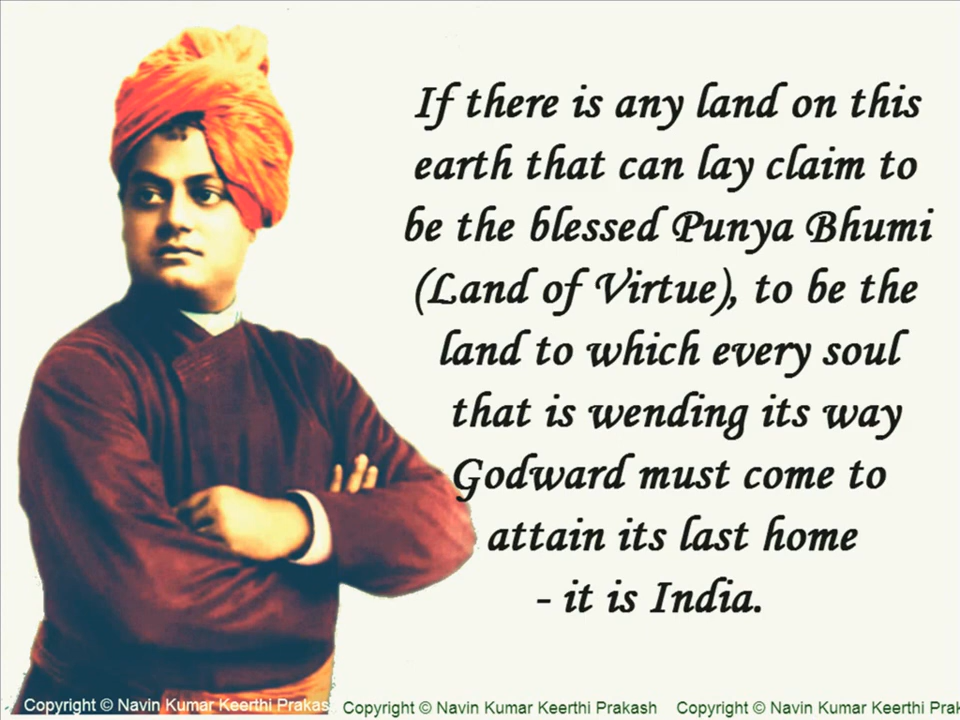 If there is any land on this
earth that can lay claim to
be the blessed Punya Bhumi
(Land of Virtue), to be the
land to which every soul
that is wending its way
Godward must come to
attain its last home
- it is India.
Copyright © Navin Kumar Keerthi Prakas Copyright © Navin Kumar Keerthi Prakash Copyright © Navin Kumar Keerthi Prak